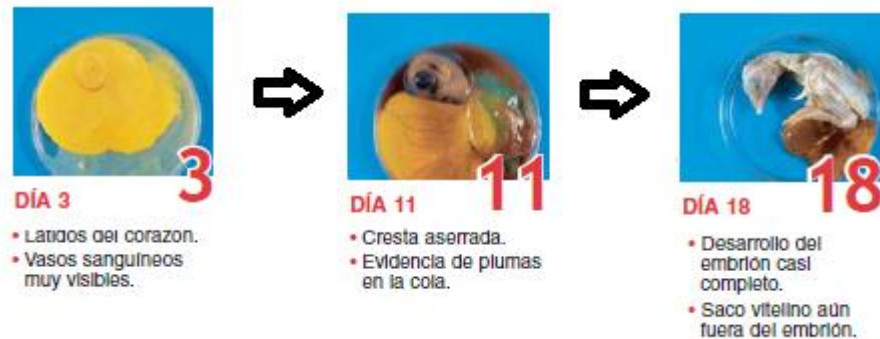 3
DÍA 3
• Latidos del corazón.
• Vasos sanguíneos
muy visibles.
11
DÍA 11
• Cresta aserrada.
• Evidencia de plumas
en la cola.
18
DÍA 18
• Desarrollo del
embrión casi
completo.
• Saco vitelino aún
fuera del embrión.